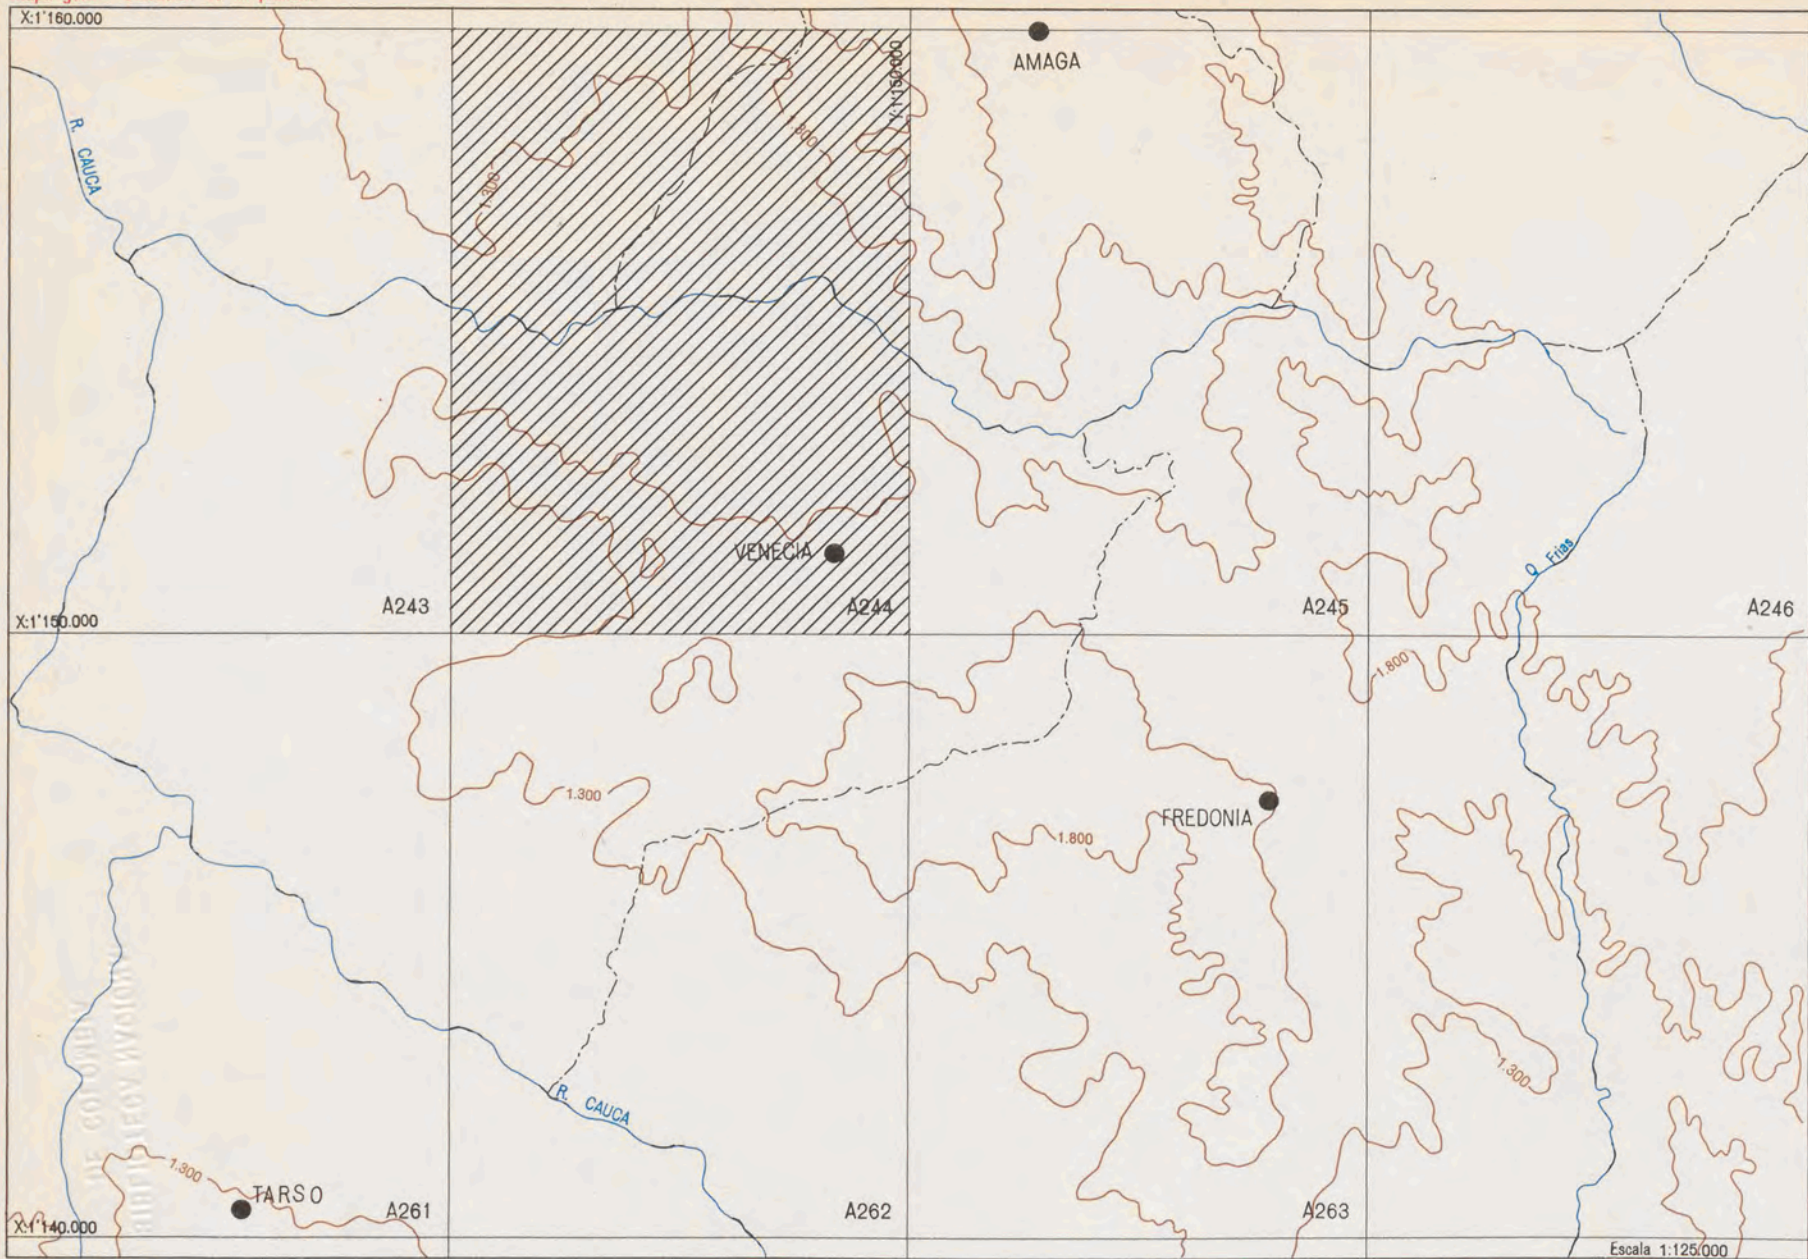 X:1'160.000
AMAGA
Y:1'150.000
1.300
R. CAUCA
1.300
VENECIA
Q Frias
A243
A244
A245
A246
X:1'150.000
1.800
1.300
FREDONIA
1.800
1.300
R. CAUCA
1.300
TARSO
A261
A262
A263
X:1'140.000
Escala 1:125.000